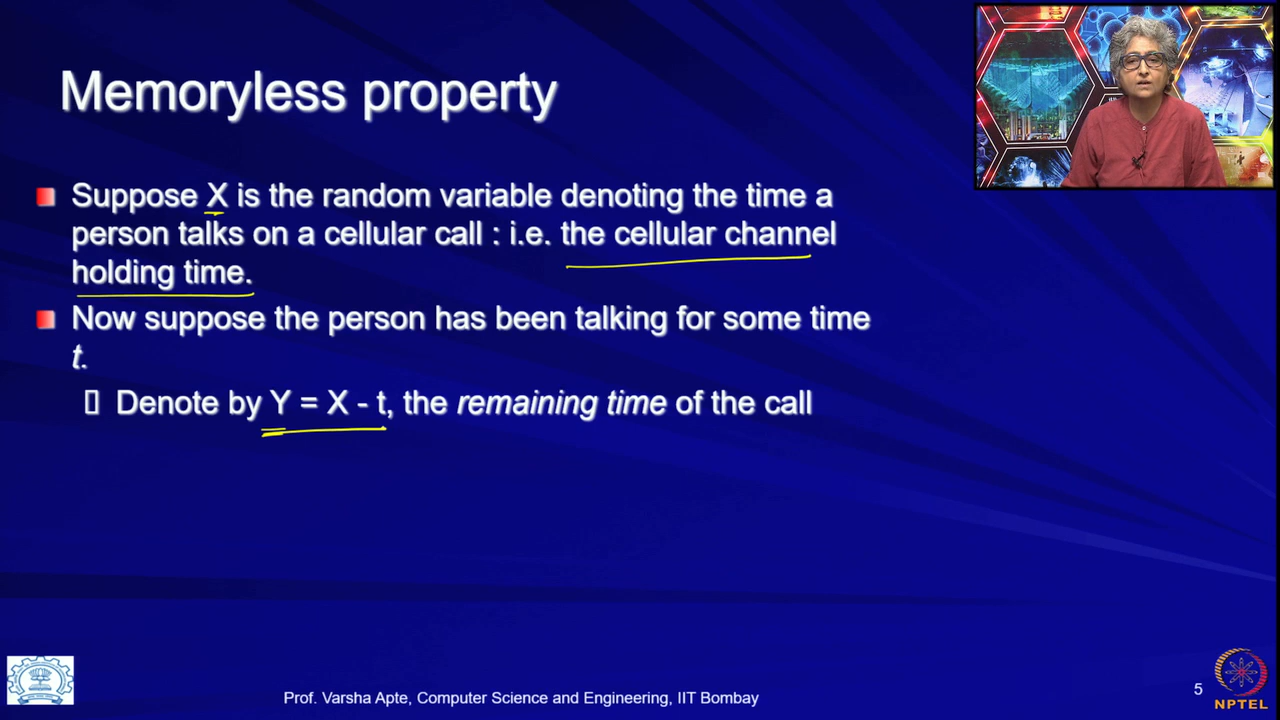 Memoryless property
Suppose X is the random variable denoting the time a
person talks on a cellular call : i.e. the cellular channel
holding time.
Now suppose the person has been talking for some time
t.
Denote by Y = X - t, the remaining time of the call
Prof. Varsha Apte, Computer Science and Engineering, IIT Bombay
5
NPTEL